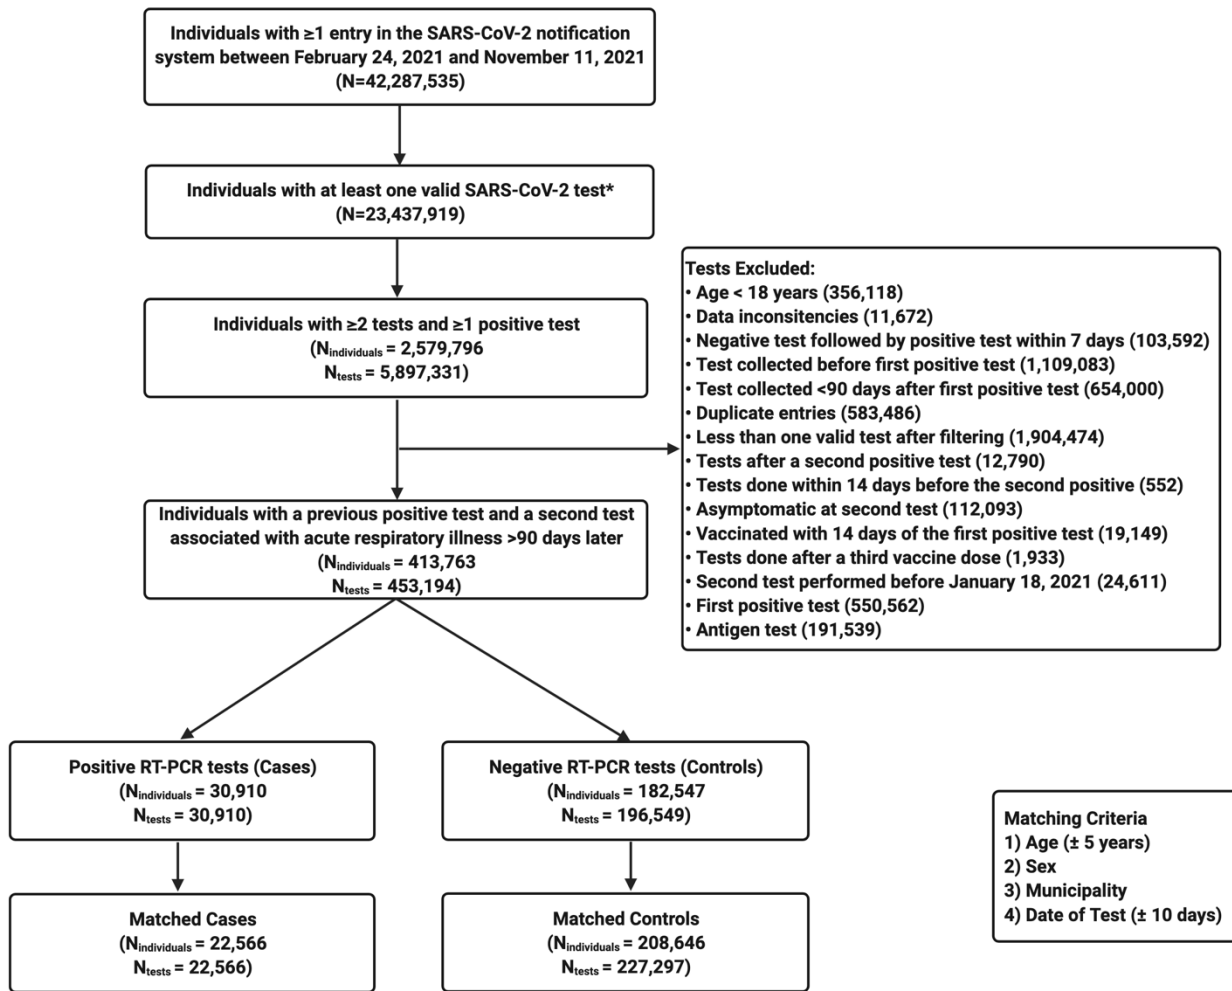 Individuals with ≥1 entry in the SARS-CoV-2 notification
system between February 24, 2021 and November 11, 2021
(N=42,287,535)
Individuals with at least one valid SARS-CoV-2 test*
(N=23,437,919)
Individuals with ≥2 tests and ≥1 positive test
(Nindividuals = 2,579,796
Ntests = 5,897,331)
Tests Excluded:
• Age < 18 years (356,118)
• Data inconsitencies (11,672)
• Negative test followed by positive test within 7 days (103,592)
• Test collected before first positive test (1,109,083)
• Test collected <90 days after first positive test (654,000)
• Duplicate entries (583,486)
• Less than one valid test after filtering (1,904,474)
• Tests after a second positive test (12,790)
• Tests done within 14 days before the second positive (552)
• Asymptomatic at second test (112,093)
• Vaccinated with 14 days of the first positive test (19,149)
• Tests done after a third vaccine dose (1,933)
• Second test performed before January 18, 2021 (24,611)
• First positive test (550,562)
• Antigen test (191,539)
Individuals with a previous positive test and a second test
associated with acute respiratory illness >90 days later
(Nindividuals = 413,763
Ntests = 453,194)
Positive RT-PCR tests (Cases)
(Nindividuals = 30,910
Ntests = 30,910)
Negative RT-PCR tests (Controls)
(Nindividuals = 182,547
Ntests = 196,549)
Matched Cases
(Nindividuals = 22,566
Ntests = 22,566)
Matched Controls
(Nindividuals = 208,646
Ntests = 227,297)
Matching Criteria
1) Age (± 5 years)
2) Sex
3) Municipality
4) Date of Test (± 10 days)